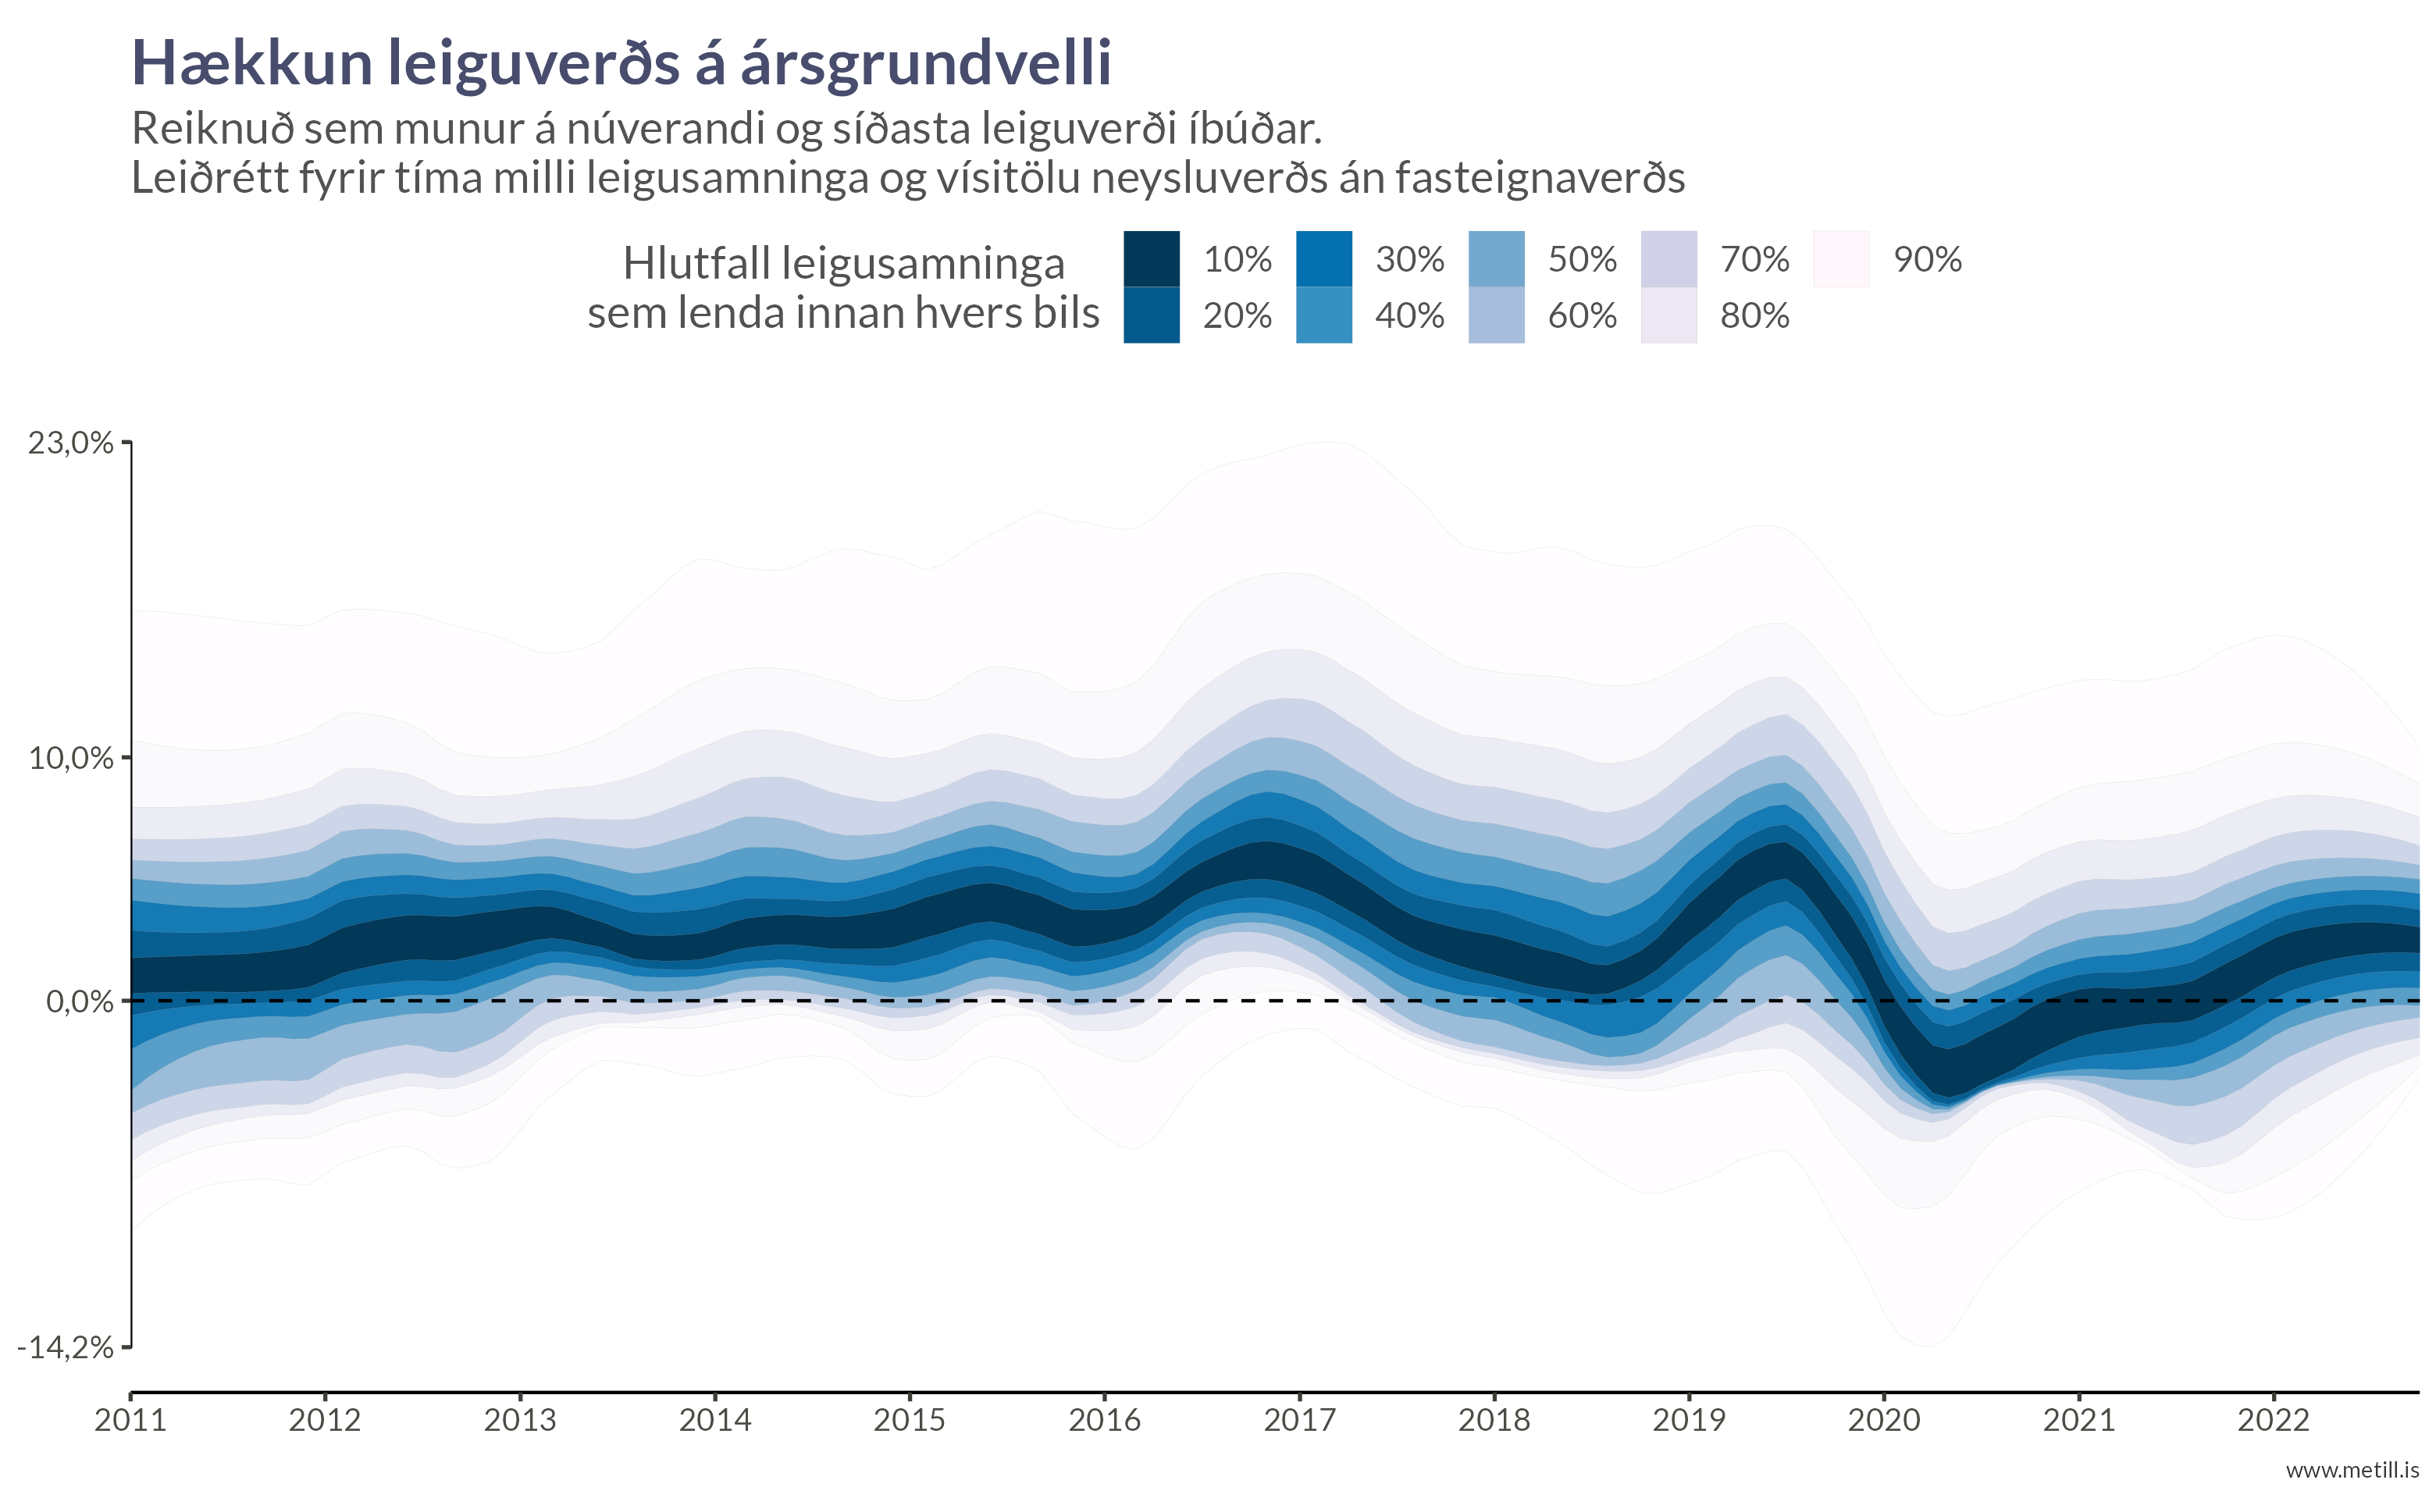 Hækkun leiguverðs á ársgrundvelli
Reiknuð sem munur á núverandi og síðasta leiguverði íbúðar.
Leiðrétt fyrir tíma milli leigusamninga og vísitölu neysluverðs án fasteignaverðs
Hlutfall leigusamninga
sem lenda innan hvers bils
10% 30% 50% 70% 90%
20% 40% 60% 80%
23,0%
10,0%
0,0%
-14,2%
2011 2012 2013 2014 2015 2016 2017 2018 2019 2020 2021 2022
www.metill.is